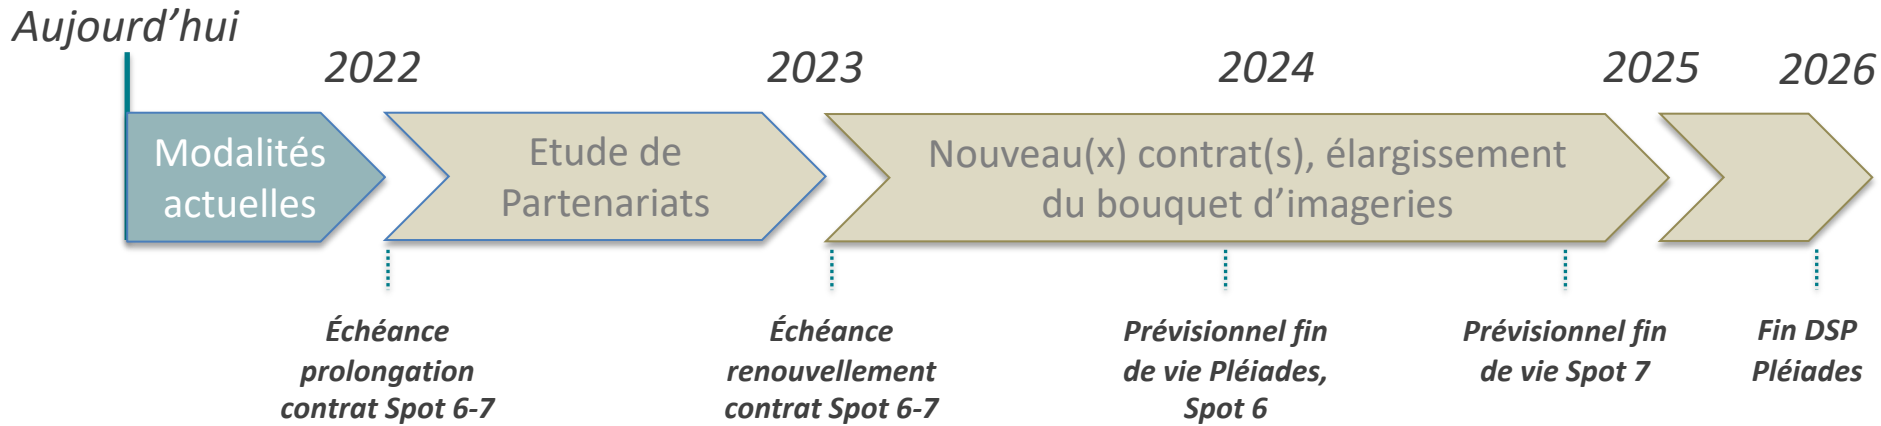 Aujourd’hui
2022
2023
2024
2025
2026
Modalités
actuelles
Etude de
Partenariats
Nouveau(x) contrat(s), élargissement
du bouquet d’imageries
Échéance
prolongation
contrat Spot 6-7
Échéance
renouvellement
contrat Spot 6-7
Prévisionnel fin
de vie Pléiades,
Spot 6
Prévisionnel fin
de vie Spot 7
Fin DSP
Pléiades